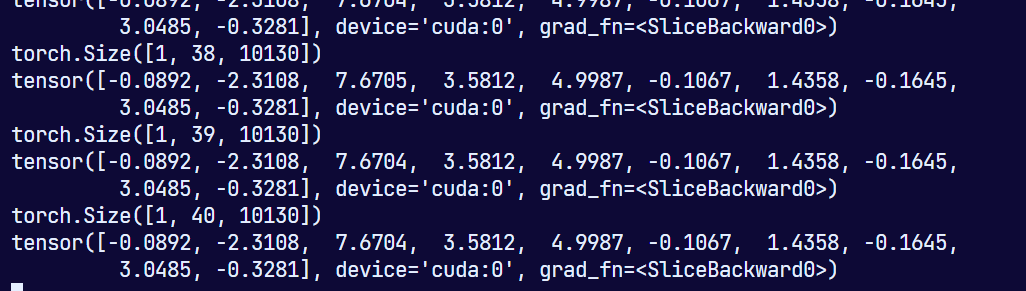 tensor([-0.0892, -2.3108,  7.6704,  3.5812,  4.9987, -0.1067,  1.4358, -0.1645,
        3.0485, -0.3281], device='cuda:0', grad_fn=<SliceBackward0>)
torch.Size([1, 38, 10130])
tensor([-0.0892, -2.3108,  7.6705,  3.5812,  4.9987, -0.1067,  1.4358, -0.1645,
        3.0485, -0.3281], device='cuda:0', grad_fn=<SliceBackward0>)
torch.Size([1, 39, 10130])
tensor([-0.0892, -2.3108,  7.6704,  3.5812,  4.9987, -0.1067,  1.4358, -0.1645,
        3.0485, -0.3281], device='cuda:0', grad_fn=<SliceBackward0>)
torch.Size([1, 40, 10130])
tensor([-0.0892, -2.3108,  7.6704,  3.5812,  4.9987, -0.1067,  1.4358, -0.1645,
        3.0485, -0.3281], device='cuda:0', grad_fn=<SliceBackward0>)